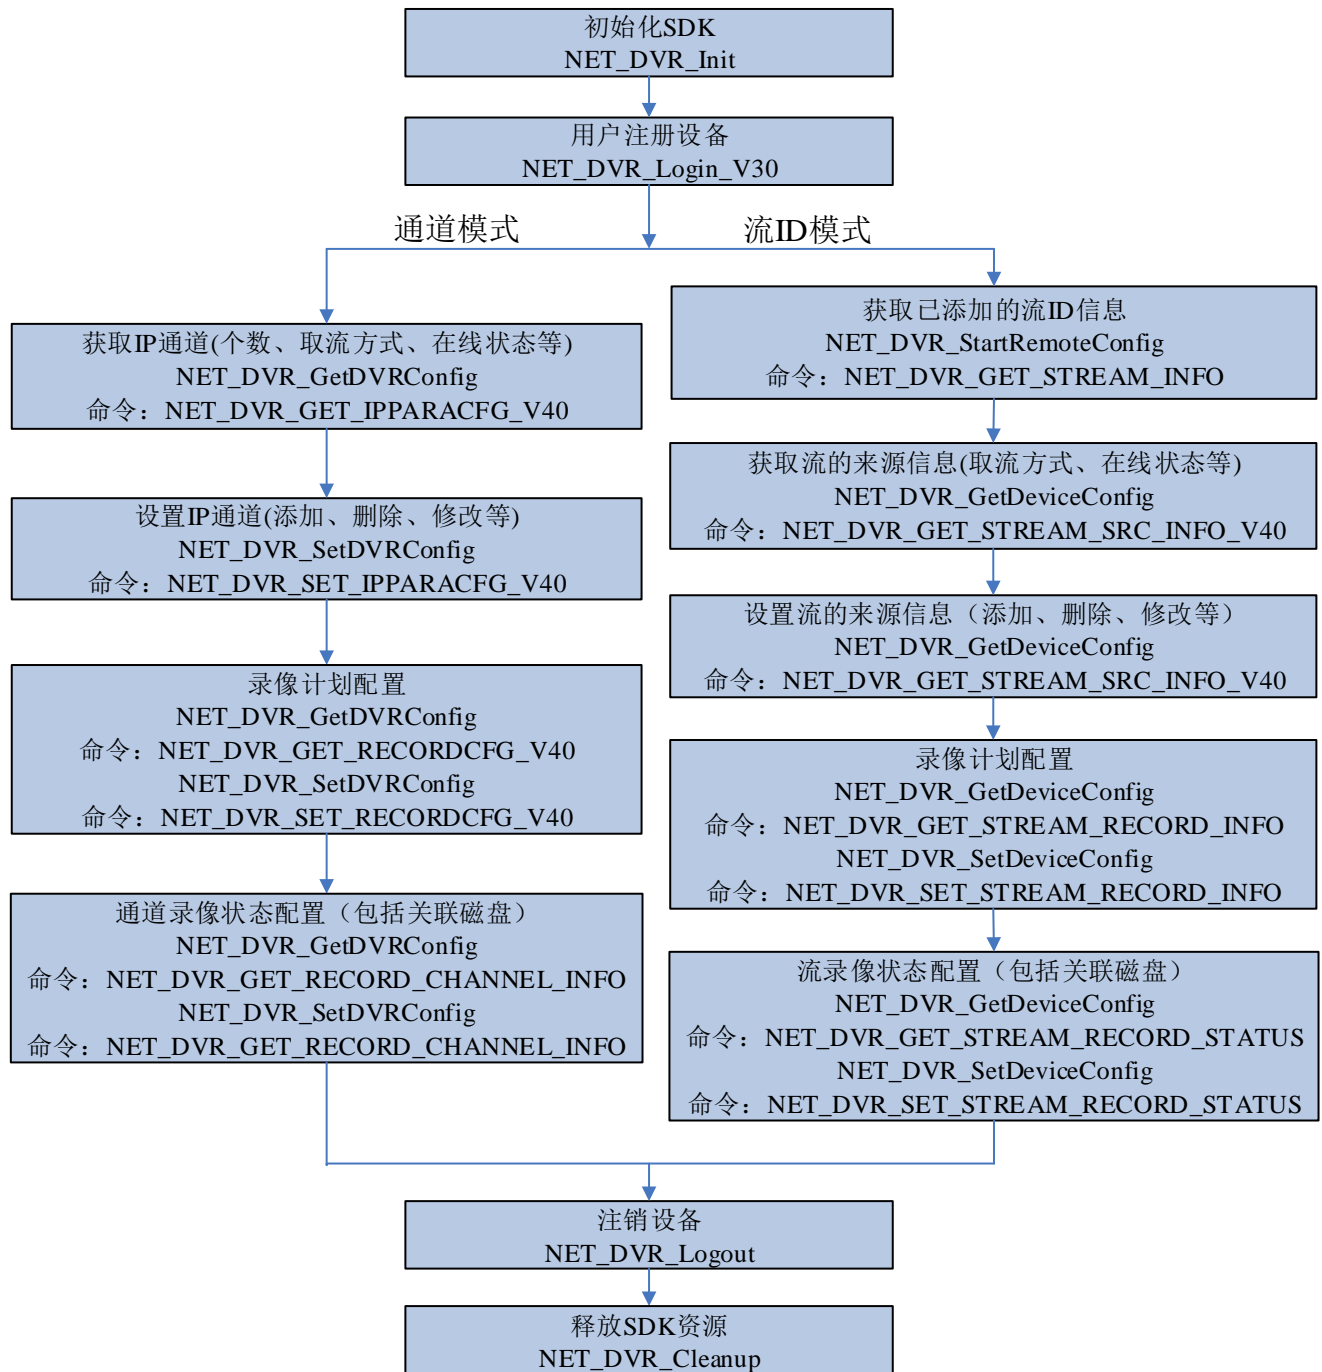 初始化SDK
NET_DVR_Init
用户注册设备
NET_DVR_Login_V30
通道模式
流ID模式
获取IP通道(个数、取流方式、在线状态等)
NET_DVR_GetDVRConfig
命令：NET_DVR_GET_IPPARACFG_V40
设置IP通道(添加、删除、修改等)
NET_DVR_SetDVRConfig
命令：NET_DVR_SET_IPPARACFG_V40
录像计划配置
NET_DVR_GetDVRConfig
命令：NET_DVR_GET_RECORDCFG_V40
NET_DVR_SetDVRConfig
命令：NET_DVR_SET_RECORDCFG_V40
通道录像状态配置（包括关联磁盘）
NET_DVR_GetDVRConfig
命令：NET_DVR_GET_RECORD_CHANNEL_INFO
NET_DVR_SetDVRConfig
命令：NET_DVR_GET_RECORD_CHANNEL_INFO
获取已添加的流ID信息
NET_DVR_StartRemoteConfig
命令：NET_DVR_GET_STREAM_INFO
获取流的来源信息(取流方式、在线状态等)
NET_DVR_GetDeviceConfig
命令：NET_DVR_GET_STREAM_SRC_INFO_V40
设置流的来源信息（添加、删除、修改等）
NET_DVR_GetDeviceConfig
命令：NET_DVR_GET_STREAM_SRC_INFO_V40
录像计划配置
NET_DVR_GetDeviceConfig
命令：NET_DVR_GET_STREAM_RECORD_INFO
NET_DVR_SetDeviceConfig
命令：NET_DVR_SET_STREAM_RECORD_INFO
流录像状态配置（包括关联磁盘）
NET_DVR_GetDeviceConfig
命令：NET_DVR_GET_STREAM_RECORD_STATUS
NET_DVR_SetDeviceConfig
命令：NET_DVR_SET_STREAM_RECORD_STATUS
注销设备
NET_DVR_Logout
释放SDK资源
NET_DVR_Cleanup